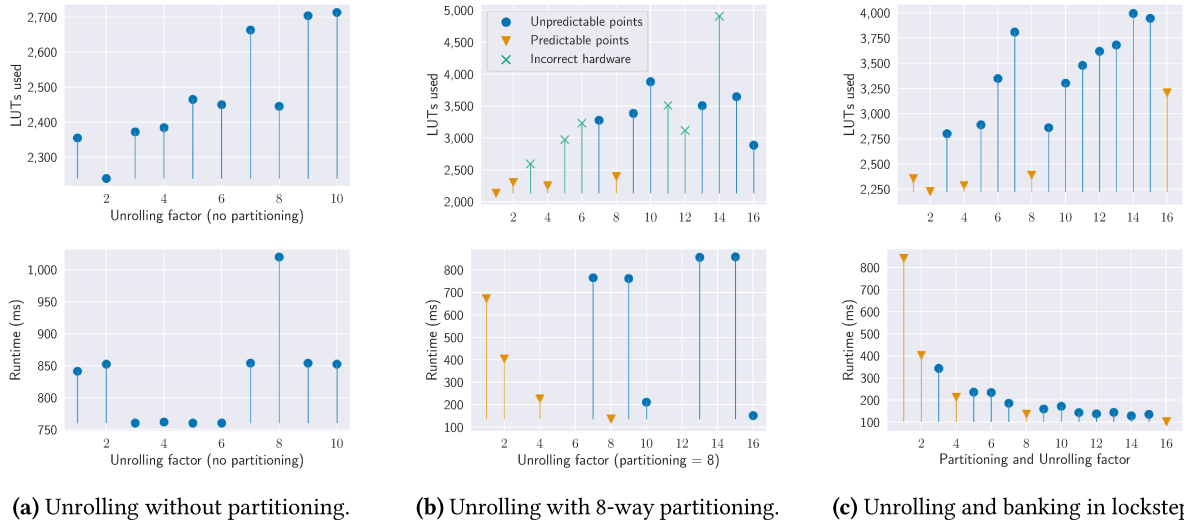 2,700
2,600
2,500
2,400
2,300
LUTs used
2 4 6 8 10
Unrolling factor (no partitioning)
1,000
950
900
850
800
750
Runtime (ms)
2 4 6 8 10
Unrolling factor (no partitioning)
(a) Unrolling without partitioning.
5,000
4,500
4,000
3,500
3,000
2,500
2,000
LUTs used
Unpredictable points
Predictable points
Incorrect hardware
2 4 6 8 10 12 14 16
800
700
600
500
400
300
200
100
Runtime (ms)
2 4 6 8 10 12 14 16
Unrolling factor (partitioning = 8)
(b) Unrolling with 8-way partitioning.
4,000
3,750
3,500
3,250
3,000
2,750
2,500
2,250
LUTs used
2 4 6 8 10 12 14 16
800
700
600
500
400
300
200
100
Runtime (ms)
2 4 6 8 10 12 14 16
Partitioning and Unrolling factor
(c) Unrolling and banking in lockstep